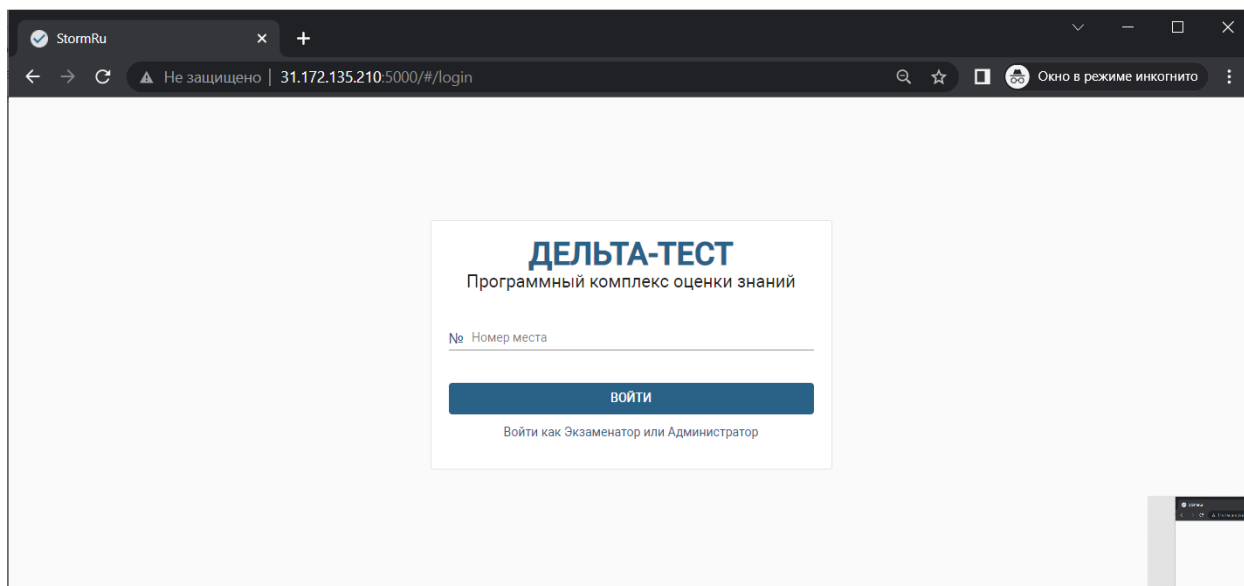 StormRu
Не защищено | 31.172.135.210:5000/#/login
Окно в режиме инкогнито
ДЕЛЬТА-ТЕСТ
Программный комплекс оценки знаний
№ Номер места
ВОЙТИ
Войти как Экзаменатор или Администратор